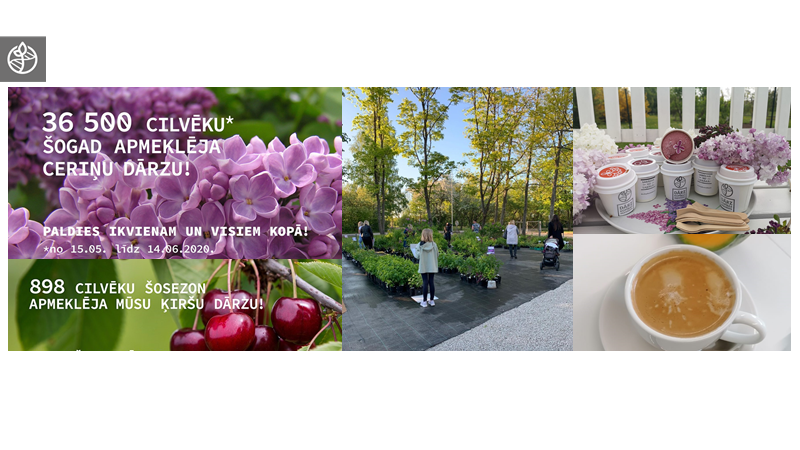 36 500 CILVĒKU*
ŠOGAD APMEKLĒJA
CERIŅU DĀRZU!
PALDIES IKVIENAM UN VISIEM KOPĀ!
*no 15.05. līdz 14.06.2020.
898 CILVĒKU ŠOSEZON
APMEKLĒJA MŪSU ĶIRŠU DĀRZU!